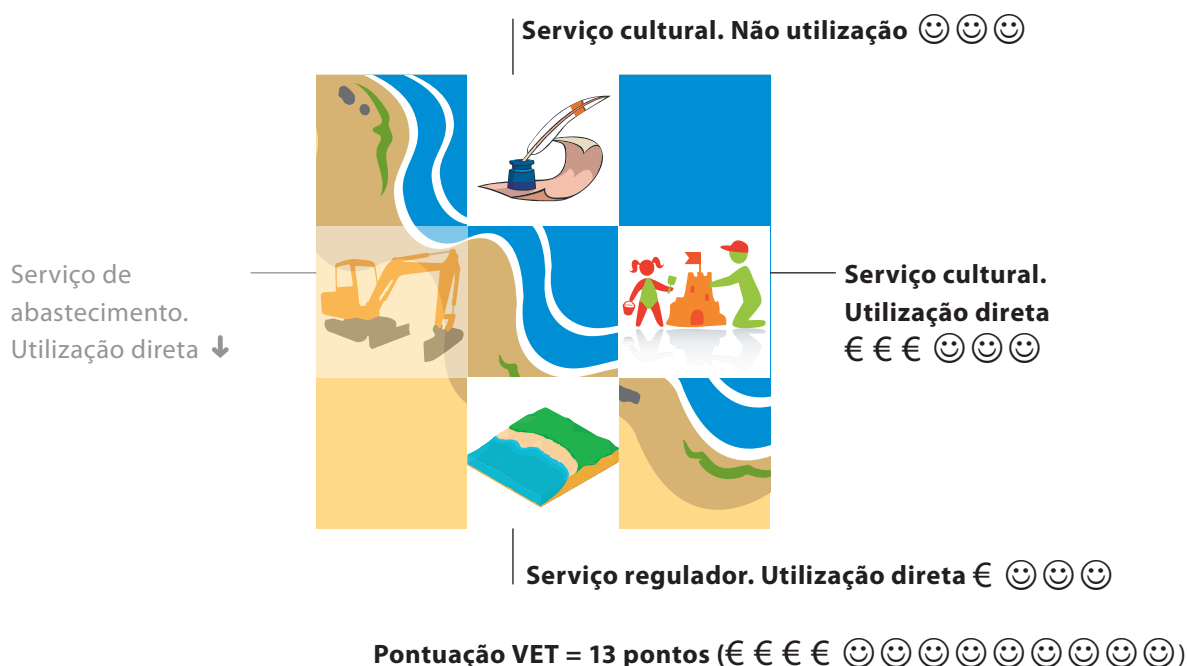 Serviço cultural. Não utilização ☺☺☺
Serviço de
abastecimento.
Utilização direta ↓
Serviço cultural.
Utilização direta
€ € € ☺☺☺
Serviço regulador. Utilização direta € ☺☺☺
Pontuação VET = 13 pontos (€ € € € ☺☺☺☺☺☺☺☺☺)